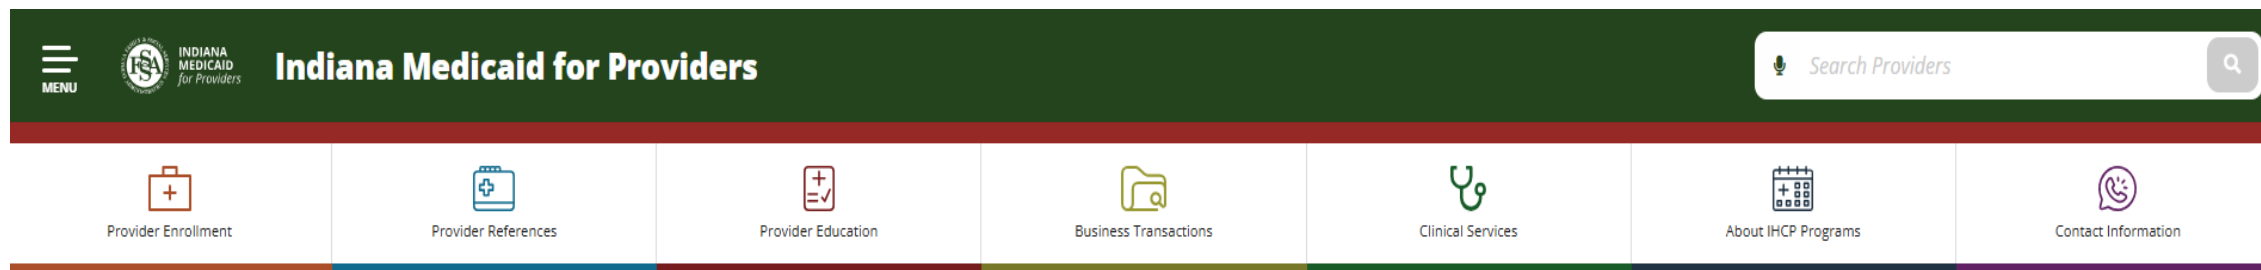 MENU
FSSA
INDIANA
MEDICAID
for Providers
Indiana Medicaid for Providers
Search Providers
Provider Enrollment
Provider References
Provider Education
Business Transactions
Clinical Services
About IHCP Programs
Contact Information